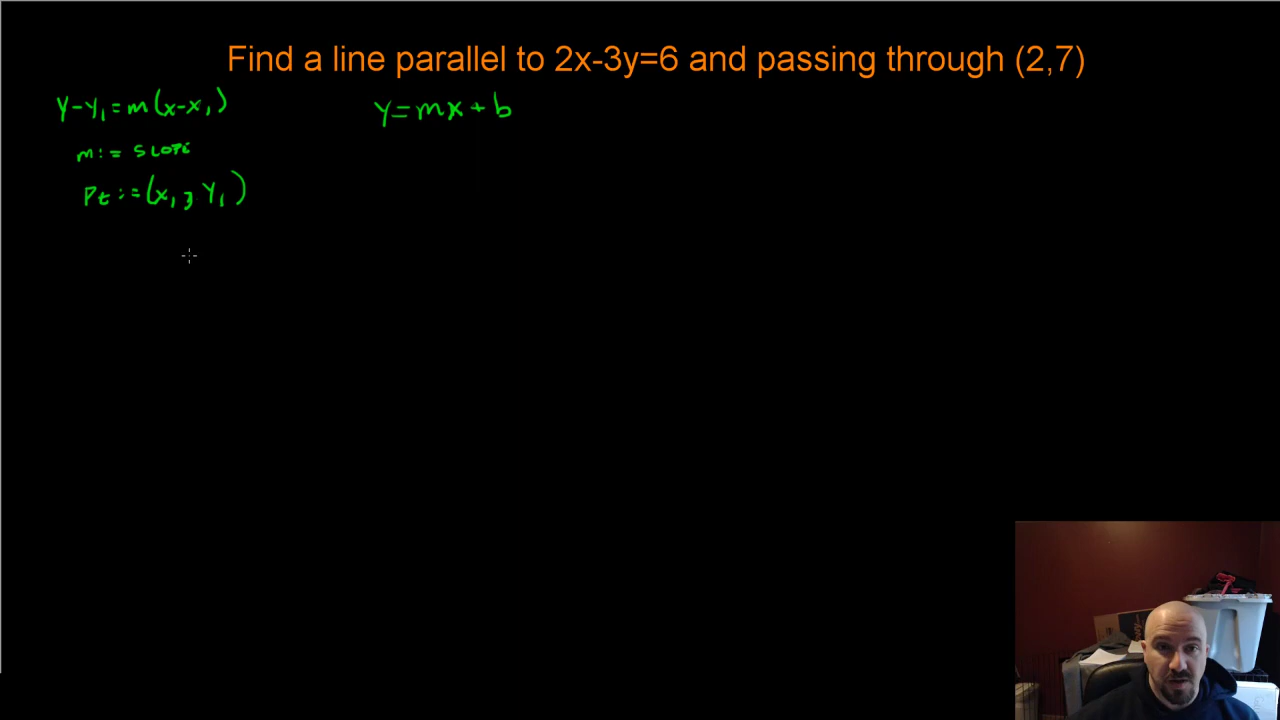 Find a line parallel to 2x-3y=6 and passing through (2,7)
y-y₁=m(x-x₁)
y=mx+b
m:= SLOPE
Pt:=(x₁, y₁)